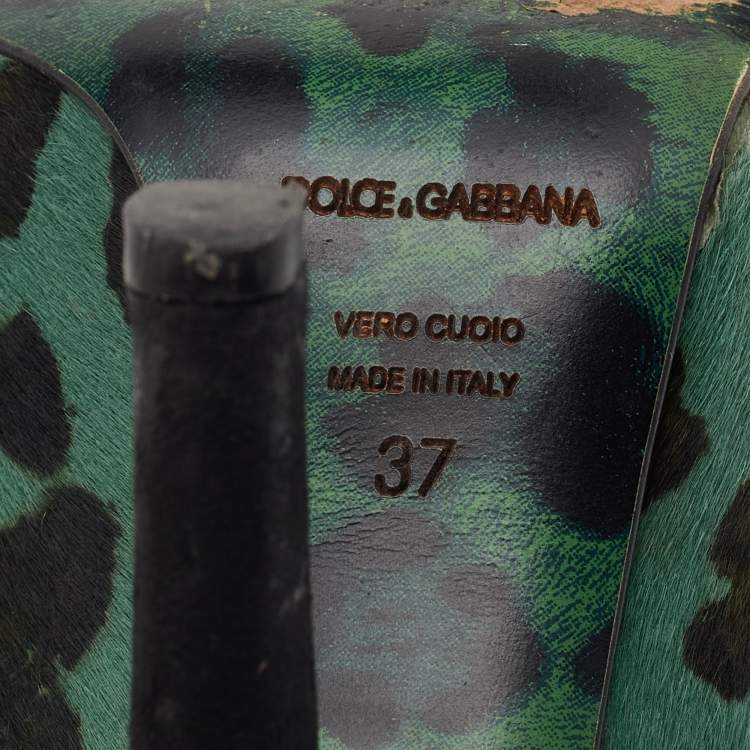 DOLCE & GABBANA
VERO CUOIO
MADE IN ITALY
37